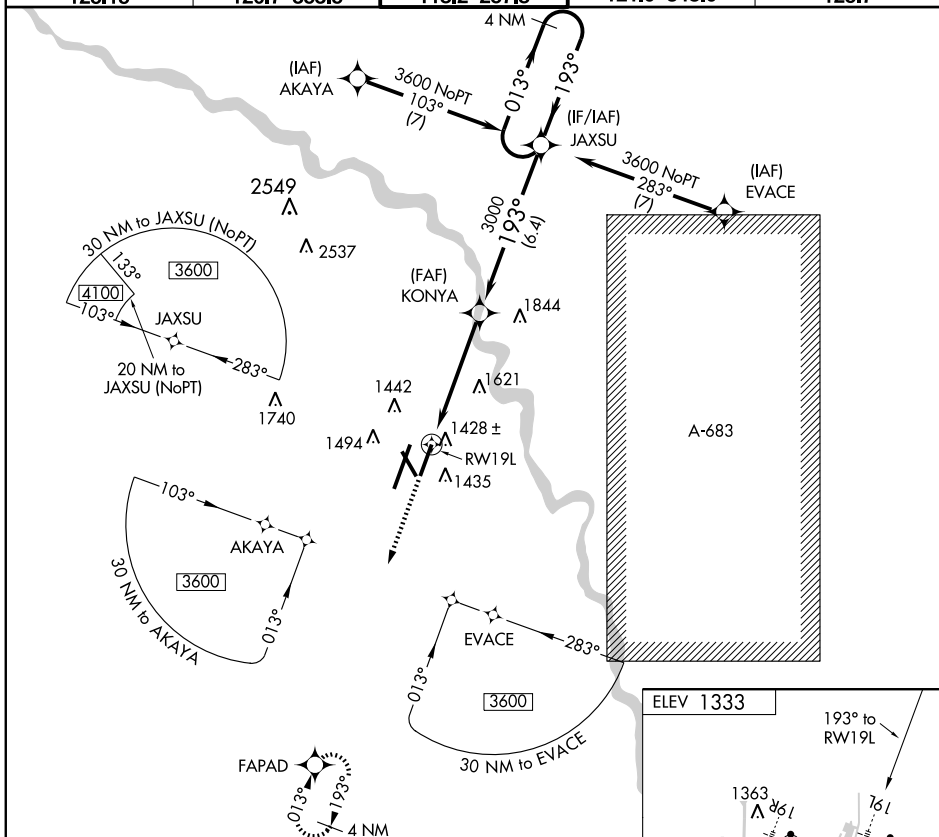 4 NM
013°
193°
(IAF)
AKAYA
3600 NoPT
103°
(7)
(IF/IAF)
JAXSU
3600 NoPT
283°
(7)
(IAF)
EVACE
2549
2537
3000
193°
(6.4)
30 NM to JAXSU (NoPT)
133°
3600
4100
103°
JAXSU
283°
20 NM to
JAXSU (NoPT)
1740
(FAF)
KONYA
1844
1621
1442
1494
1428 ±
RW19L
1435
A-683
103°
AKAYA
3600
013°
30 NM to AKAYA
EVACE
283°
013°
3600
30 NM to EVACE
FAPAD
013°
193°
4 NM
ELEV 1333
193° to
RW19L
1363
19R
19L